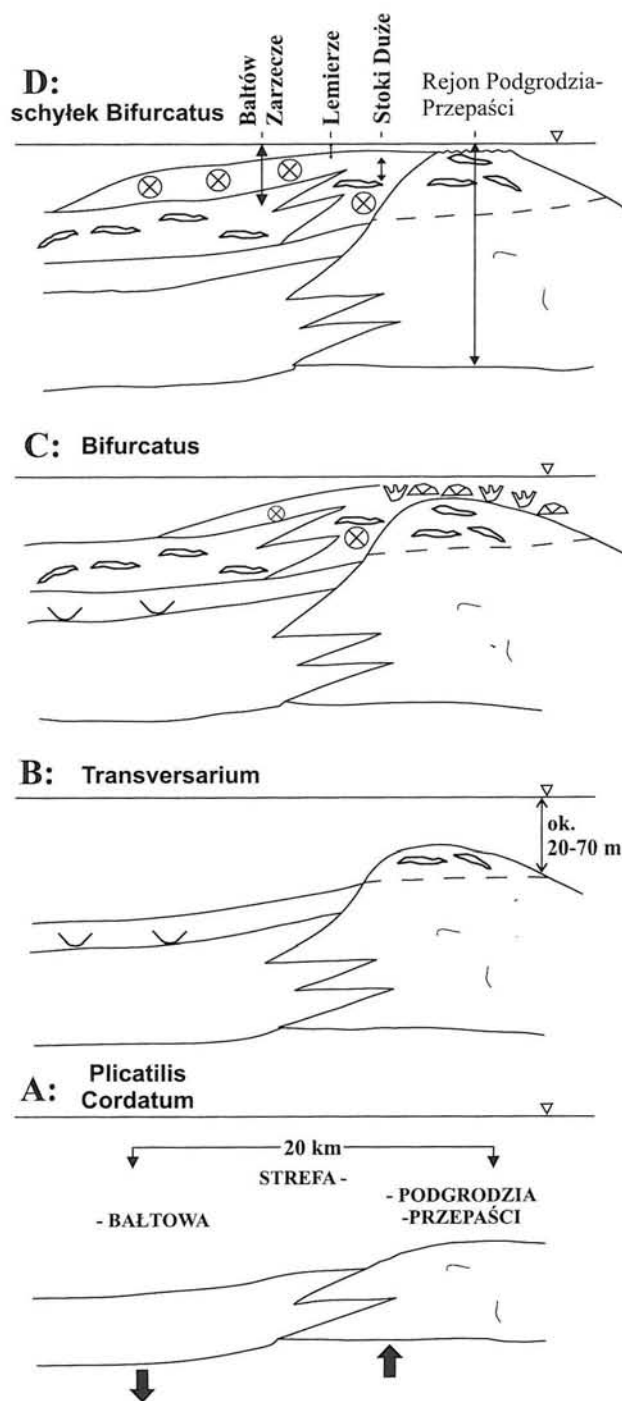 D:
schyłek Bifurcatus
Bałtów
Zarzecze
Lemierze
Stoki Duże
Rejon Podgrodzia-
Przepaści
C: Bifurcatus
B: Transversarium
ok.
20-70 m
A: Plicatilis
Cordatum
20 km
STREFA -
- BAŁTOWA
- PODGRODZIA
-PRZEPAŚCI